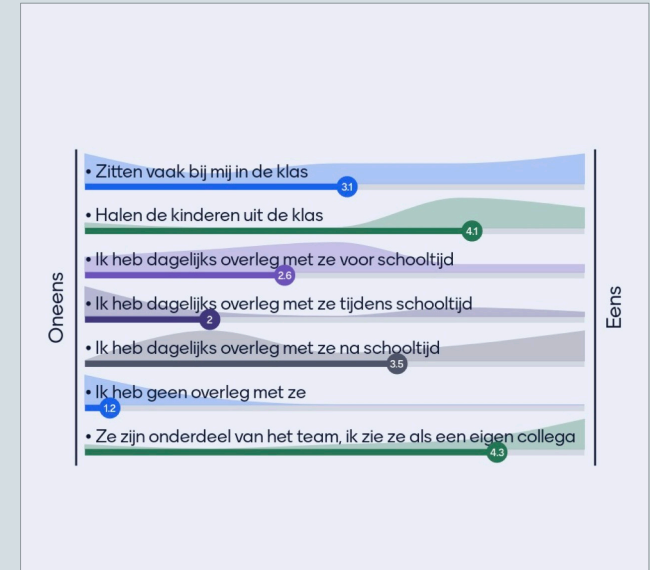 • Zitten vaak bij mij in de klas
3.1
• Halen de kinderen uit de klas
4.1
• Ik heb dagelijks overleg met ze voor schooltijd
2.6
• Ik heb dagelijks overleg met ze tijdens schooltijd
2
• Ik heb dagelijks overleg met ze na schooltijd
3.5
• Ik heb geen overleg met ze
1.2
• Ze zijn onderdeel van het team, ik zie ze als een eigen collega
4.3
Oneens
Eens